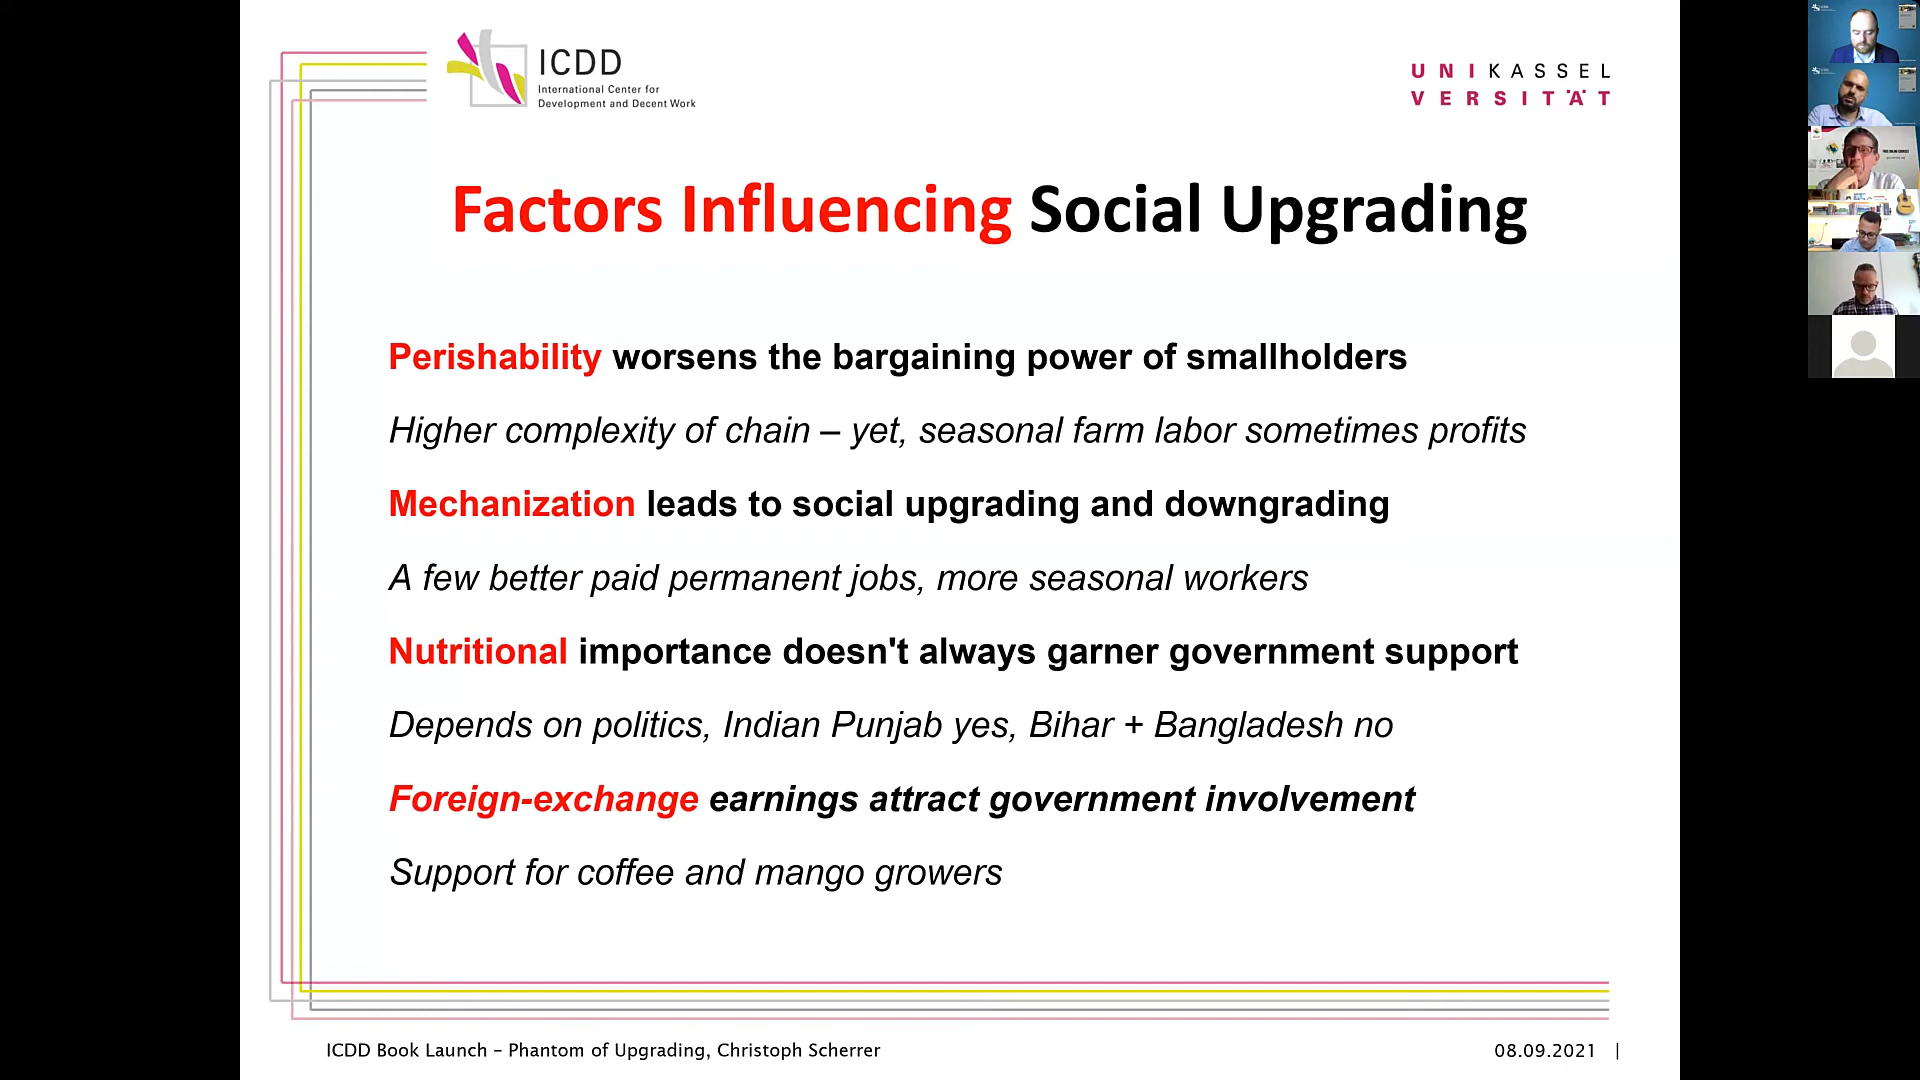 ICDD
International Center for
Development and Decent Work
UNIKASSEL
VERSITÄT
Factors Influencing Social Upgrading
Perishability worsens the bargaining power of smallholders
Higher complexity of chain – yet, seasonal farm labor sometimes profits
Mechanization leads to social upgrading and downgrading
A few better paid permanent jobs, more seasonal workers
Nutritional importance doesn't always garner government support
Depends on politics, Indian Punjab yes, Bihar + Bangladesh no
Foreign-exchange earnings attract government involvement
Support for coffee and mango growers
ICDD Book Launch – Phantom of Upgrading, Christoph Scherrer
08.09.2021 |